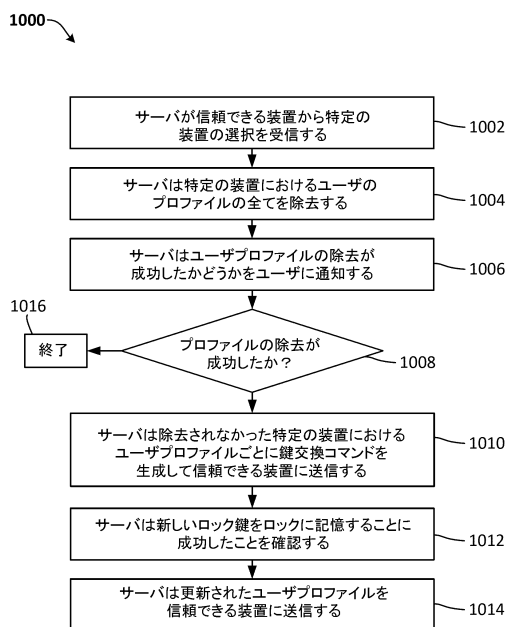 1000
サーバが信頼できる装置から特定の
装置の選択を受信する
1002
サーバは特定の装置におけるユーザの
プロファイルの全てを除去する
1004
サーバはユーザプロファイルの除去が
成功したかどうかをユーザに通知する
1006
1016
終了
プロファイルの除去が
成功したか？
1008
サーバは除去されなかった特定の装置における
ユーザプロファイルごとに鍵交換コマンドを
生成して信頼できる装置に送信する
1010
サーバは新しいロック鍵をロックに記憶することに
成功したことを確認する
1012
サーバは更新されたユーザプロファイルを
信頼できる装置に送信する
1014